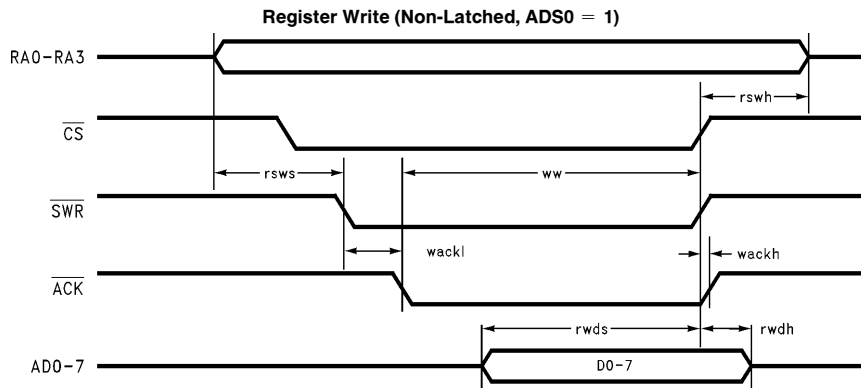 Register Write (Non-Latched, ADS0 = 1)
RA0-RA3
rswh
CS
rsws
ww
SWR
wackl
wackh
ACK
rwds
rwdh
AD0-7
D0-7